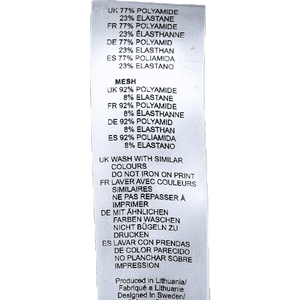 UK 77% POLYAMIDE
23% ELASTANE
FR 77% POLYAMIDE
23% ÉLASTHANNE
DE 77% POLYAMID
23% ELASTHAN
ES 77% POLIAMIDA
23% ELASTANO
MESH
UK 92% POLYAMIDE
8% ELASTANE
FR 92% POLYAMIDE
8% ÉLASTHANNE
DE 92% POLYAMID
8% ELASTHAN
ES 92% POLIAMIDA
8% ELASTANO
UK WASH WITH SIMILAR
COLOURS
DO NOT IRON ON PRINT
FR LAVER AVEC COULEURS
SIMILAIRES
NE PAS REPASSER À
IMPRIMER
DE MIT ÄHNLICHEN
FARBEN WASCHEN
NICHT BÜGELN ZU
DRUCKEN
ES LAVAR CON PRENDAS
DE COLOR PARECIDO
NO PLANCHAR SOBRE
IMPRESIÓN
Produced in Lithuania/
Fabriqué a Lithuanie
Designed In Sweden/